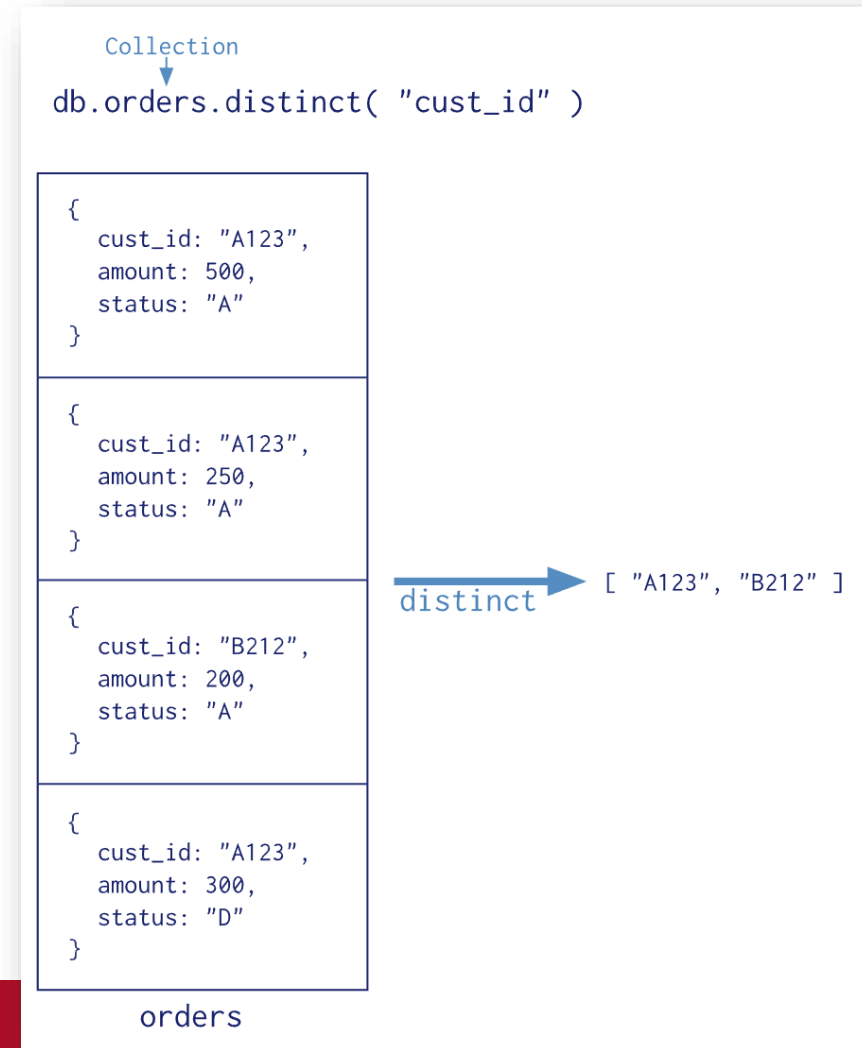 Collection
db.orders.distinct( "cust_id" )
{
cust_id: "A123",
amount: 500,
status: "A"
}
{
cust_id: "A123",
amount: 250,
status: "A"
}
{
cust_id: "B212",
amount: 200,
status: "A"
}
{
cust_id: "A123",
amount: 300,
status: "D"
}
orders
distinct
[ "A123", "B212" ]